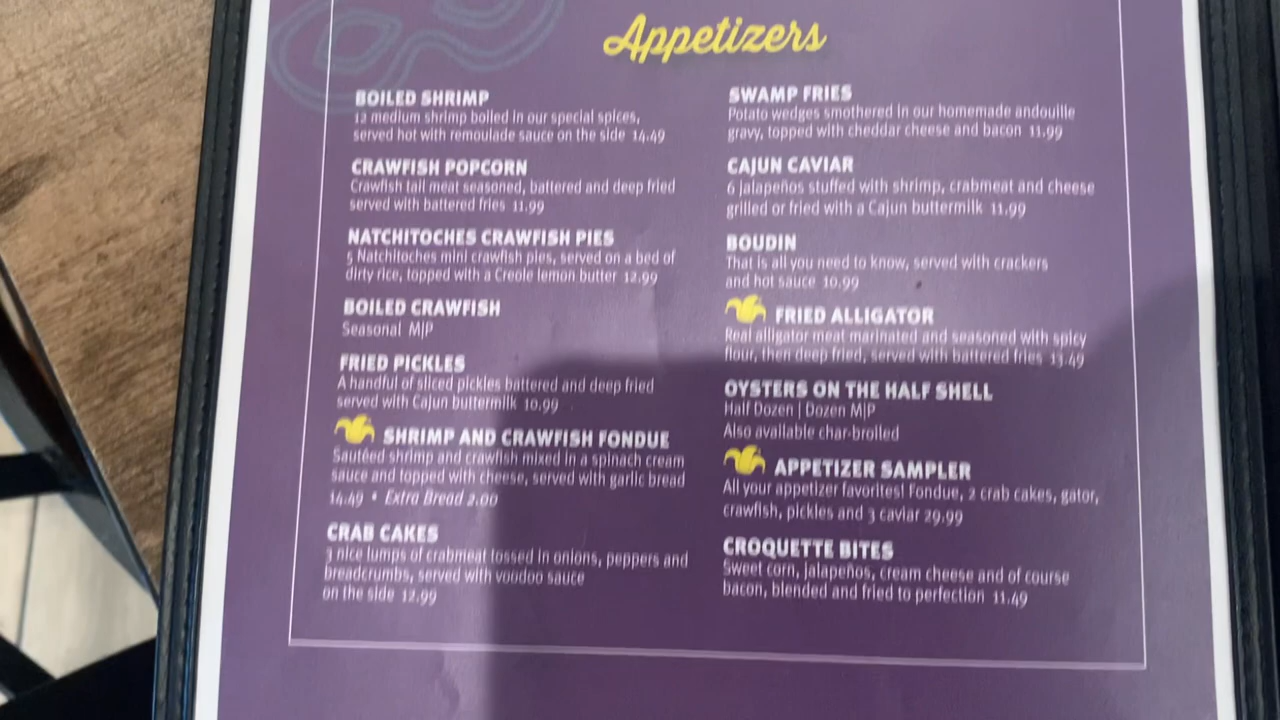 Appetizers
BOILED SHRIMP
12 medium shrimp boiled in our special spices,
served hot with remoulade sauce on the side 14.49
CRAWFISH POPCORN
Crawfish tail meat seasoned, battered and deep fried
served with battered fries 11.99
NATCHITOCHES CRAWFISH PIES
5 Natchitoches mini crawfish pies, served on a bed of
dirty rice, topped with a Creole lemon butter 12.99
BOILED CRAWFISH
Seasonal M|P
FRIED PICKLES
A handful of sliced pickles battered and deep fried
served with Cajun buttermilk 10.99
SHRIMP AND CRAWFISH FONDUE
Sautéed shrimp and crawfish mixed in a spinach cream
sauce and topped with cheese, served with garlic bread
14.49 • Extra Bread 2.00
CRAB CAKES
3 nice lumps of crabmeat tossed in onions, peppers and
breadcrumbs, served with voodoo sauce
on the side 12.99
SWAMP FRIES
Potato wedges smothered in our homemade andouille
gravy, topped with cheddar cheese and bacon 11.99
CAJUN CAVIAR
6 jalapeños stuffed with shrimp, crabmeat and cheese
grilled or fried with a Cajun buttermilk 11.99
BOUDIN
That is all you need to know, served with crackers
and hot sauce 10.99
FRIED ALLIGATOR
Real alligator meat marinated and seasoned with spicy
flour, then deep fried, served with battered fries 13.49
OYSTERS ON THE HALF SHELL
Half Dozen | Dozen M|P
Also available char-broiled
APPETIZER SAMPLER
All your appetizer favorites! Fondue, 2 crab cakes, gator,
crawfish, pickles and 3 caviar 29.99
CROQUETTE BITES
Sweet corn, jalapeños, cream cheese and of course
bacon, blended and fried to perfection 11.49